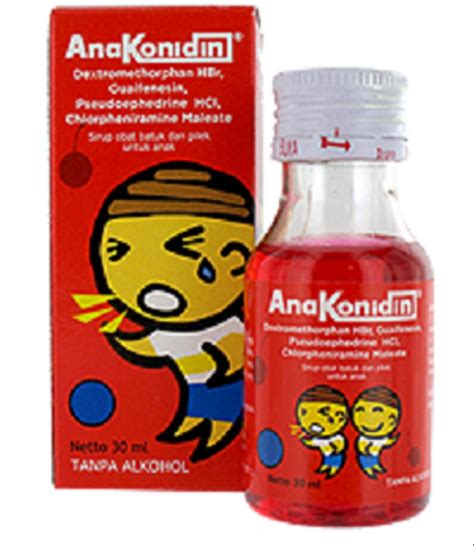 AnaKonidin®
Dextromethorphan HBr,
Guaifenesin,
Pseudoephedrine HCl,
Chlorpheniramine Maleate
Sirup obat batuk dan pilek
untuk anak
Netto 30 ml
TANPA ALKOHOL
AnaKonidin®
Dextromethorphan HBr, Guaifenesin,
Pseudoephedrine HCl,
Chlorpheniramine Maleate
Sirup obat batuk dan pilek
untuk anak
Netto 30 ml
TANPA ALKOHOL